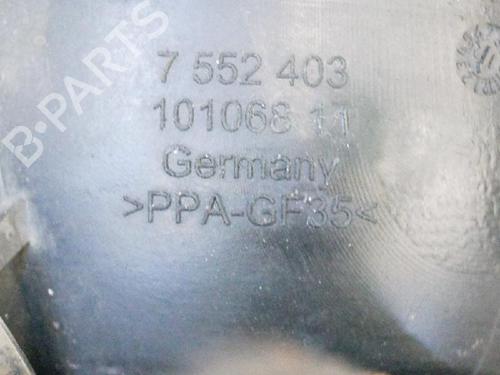 B-PARTS
7 552 403
101068 11
Germany
>PPA-GF35<